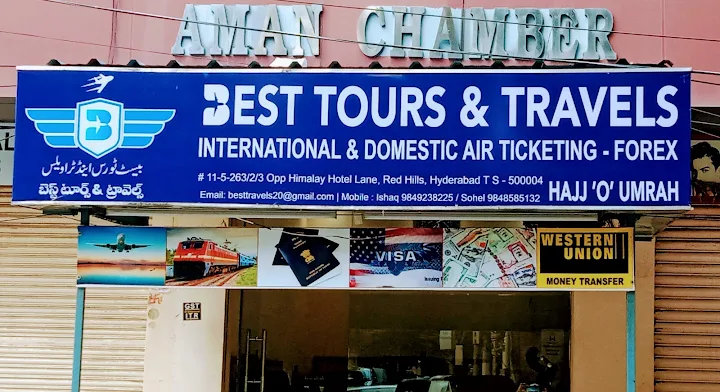 AMAN CHAMBER
BEST TOURS & TRAVELS
INTERNATIONAL & DOMESTIC AIR TICKETING - FOREX
# 11-5-263/2/3 Opp Himalay Hotel Lane, Red Hills, Hyderabad T S - 500004
HAJJ 'O' UMRAH
Email: besttravels20@gmail.com | Mobile : Ishaq 9849238225 / Sohel 9848585132
B
بیسٹ ٹورس اینڈ ٹراویلس
బెస్ట్ టూర్స్ & ట్రావెల్స్
VISA
WESTERN
UNION
MONEY TRANSFER
GST
ITR